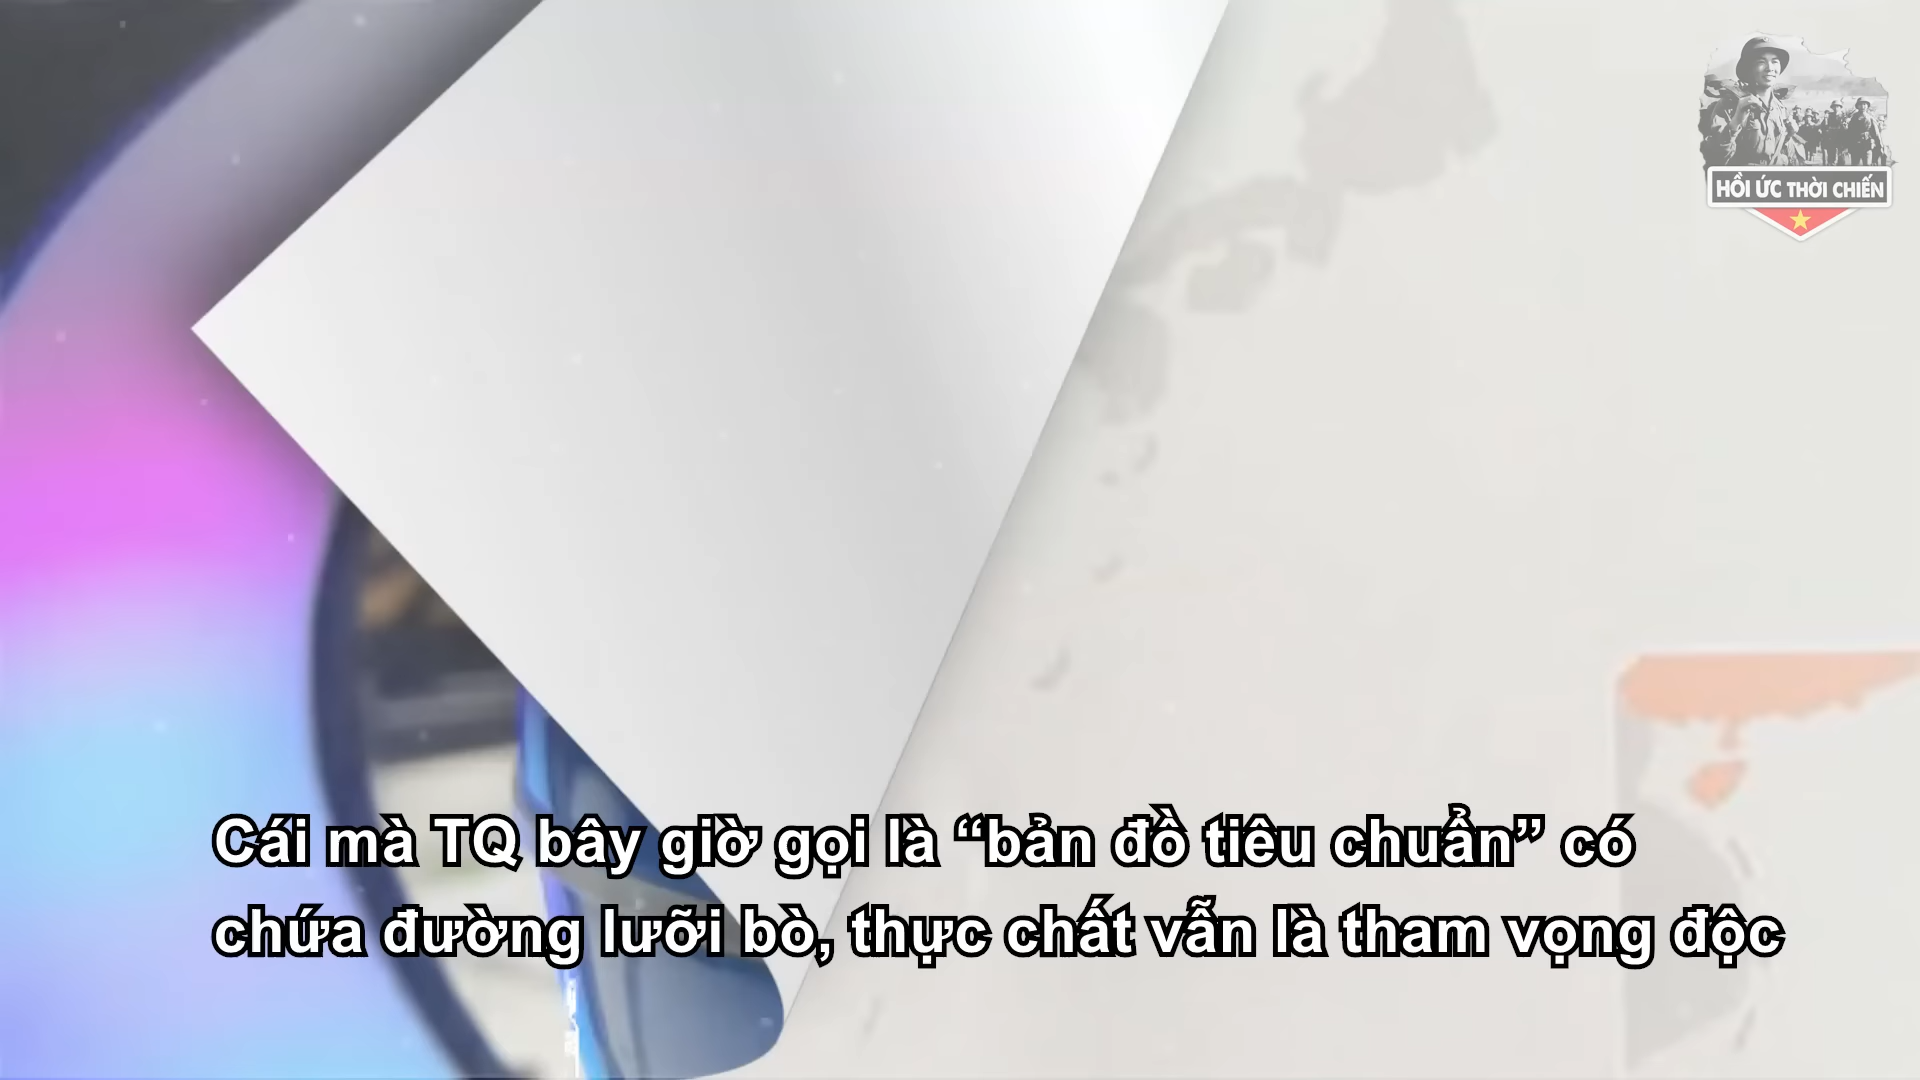 HỒI ỨC THỜI CHIẾN
Cái mà TQ bây giờ gọi là “bản đồ tiêu chuẩn” có
chứa đường lưỡi bò, thực chất vẫn là tham vọng độc